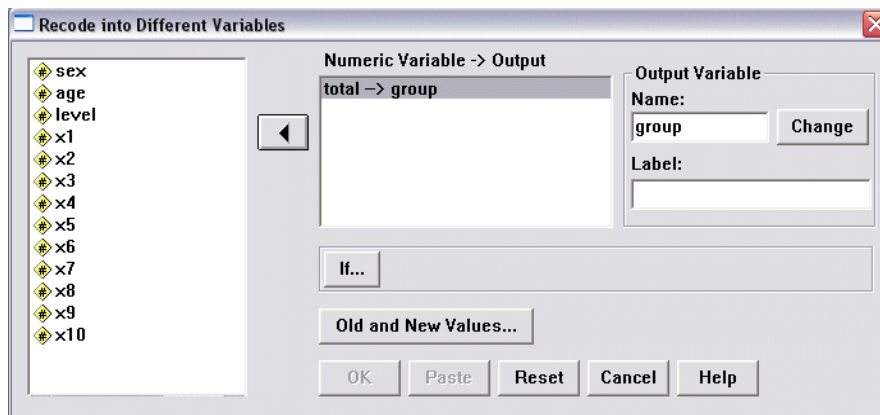 Recode into Different Variables
sex
age
level
x1
x2
x3
x4
x5
x6
x7
x8
x9
x10
Numeric Variable -> Output
total --> group
Output Variable
Name:
group
Change
Label:
If...
Old and New Values...
OK
Paste
Reset
Cancel
Help